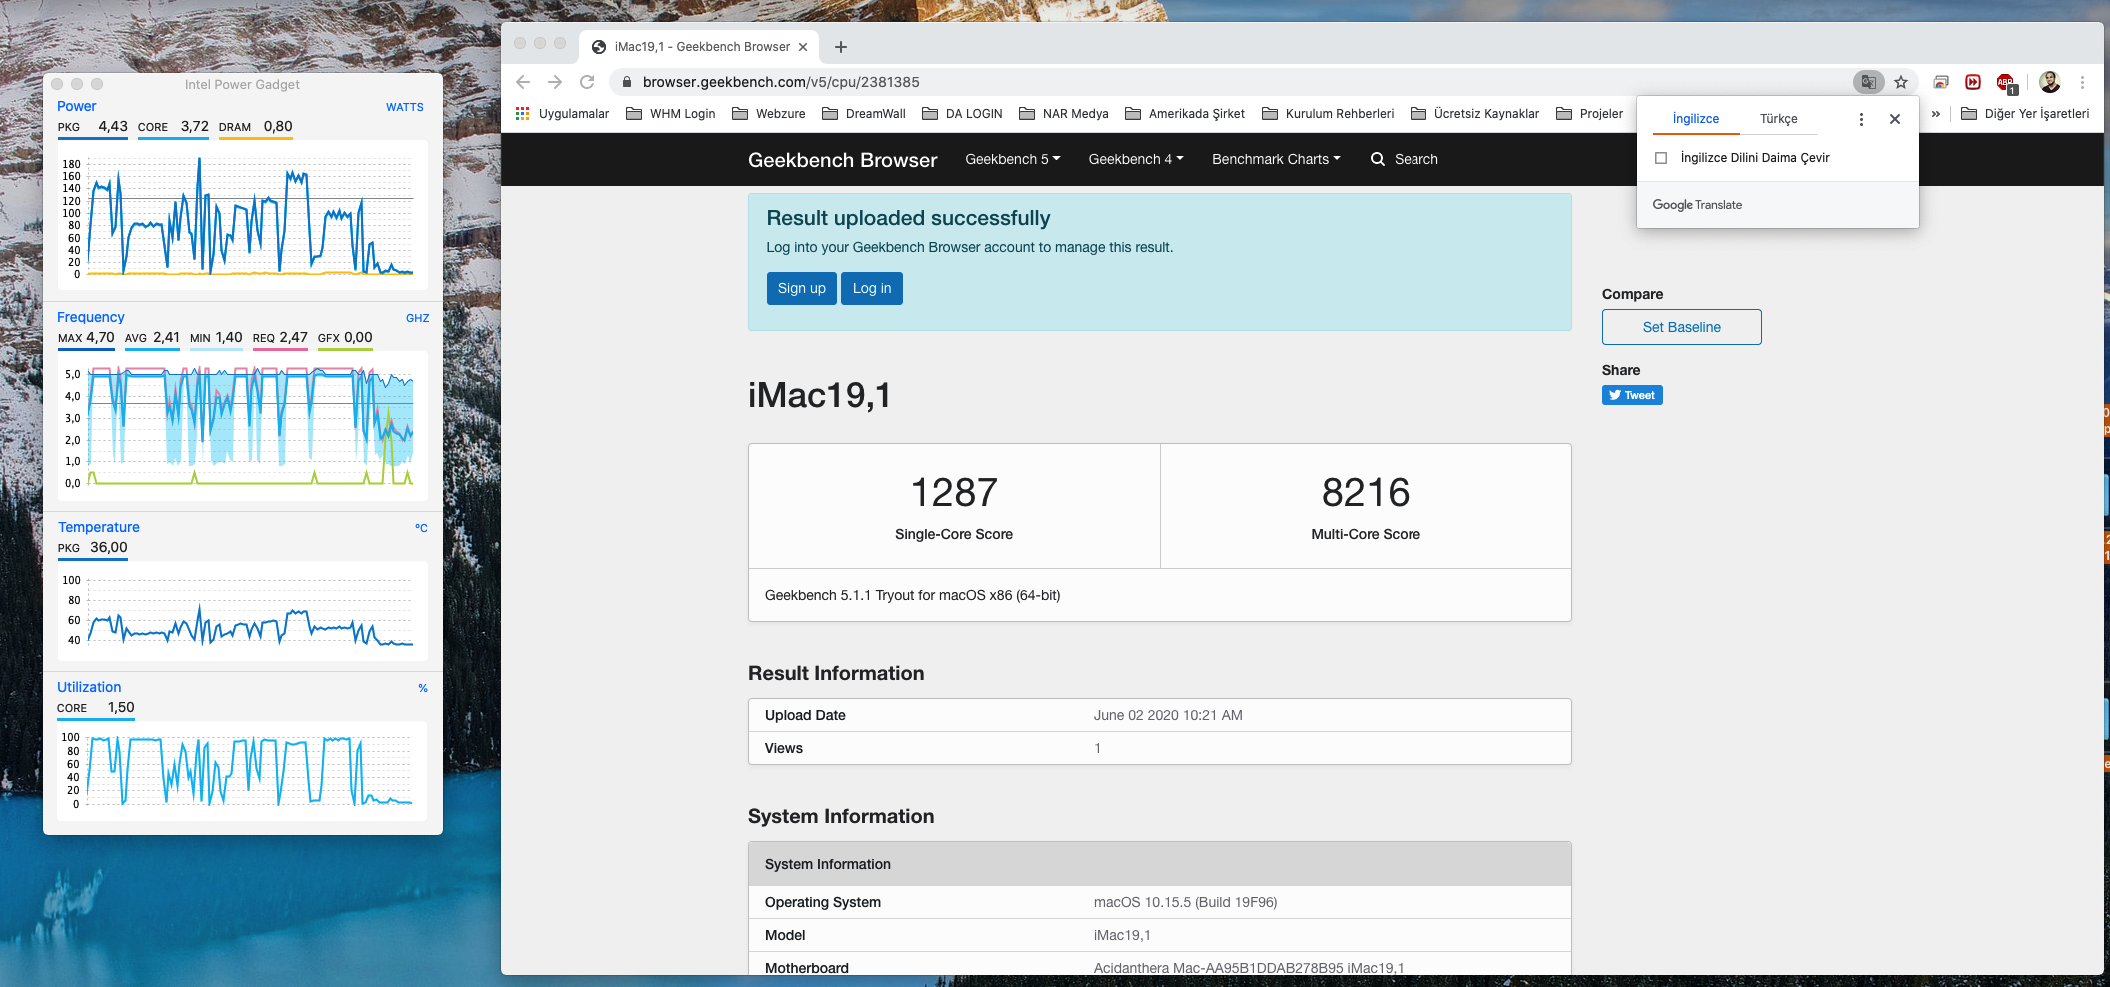 Intel Power Gadget
Power WATTS
PKG 4,43 CORE 3,72 DRAM 0,80
180
160
140
120
100
80
60
40
20
0
Frequency GHZ
MAX 4,70 AVG 2,41 MIN 1,40 REQ 2,47 GFX 0,00
5,0
4,0
3,0
2,0
1,0
0,0
Temperature °C
PKG 36,00
100
80
60
40
Utilization %
CORE 1,50
100
80
60
40
20
0
iMac19,1 - Geekbench Browser
browser.geekbench.com/v5/cpu/2381385
ABP 1
Uygulamalar WHM Login Webzure DreamWall DA LOGIN NAR Medya Amerikada Şirket Kurulum Rehberleri Ücretsiz Kaynaklar Projeler » Diğer Yer İşaretleri
İngilizce Türkçe
İngilizce Dilini Daima Çevir
Google Translate
Geekbench Browser Geekbench 5 Geekbench 4 Benchmark Charts Search
Result uploaded successfully
Log into your Geekbench Browser account to manage this result.
Sign up Log in
Compare
Set Baseline
Share
Tweet
iMac19,1
1287 8216
Single-Core Score Multi-Core Score
Geekbench 5.1.1 Tryout for macOS x86 (64-bit)
Result Information
Upload Date June 02 2020 10:21 AM
Views 1
System Information
System Information
Operating System macOS 10.15.5 (Build 19F96)
Model iMac19,1
Motherboard Acidanthera Mac-AA95B1DDAB278B95 iMac19,1